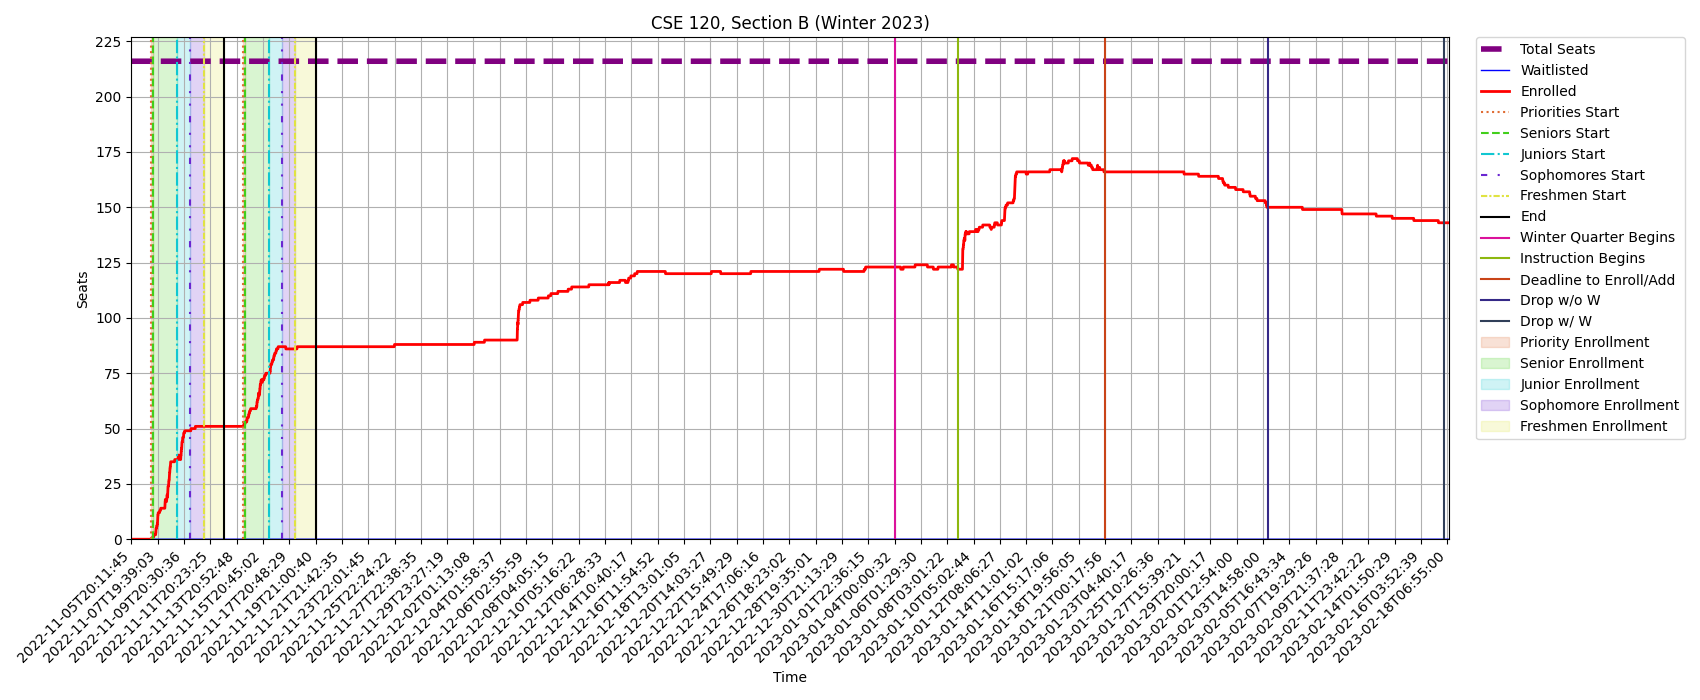 CSE 120, Section B (Winter 2023)
225
200
175
150
125
100
75
50
25
0
Seats
2022-11-05T20:11:45
2022-11-07T19:39:03
2022-11-09T20:30:36
2022-11-11T20:23:25
2022-11-13T20:52:48
2022-11-15T20:45:02
2022-11-17T20:48:29
2022-11-19T21:00:40
2022-11-21T21:42:35
2022-11-23T22:01:45
2022-11-25T22:24:22
2022-11-27T22:38:35
2022-11-29T23:27:19
2022-12-02T01:13:08
2022-12-04T01:58:37
2022-12-06T02:55:59
2022-12-08T04:05:15
2022-12-10T05:16:22
2022-12-12T06:28:33
2022-12-14T10:40:17
2022-12-16T11:54:52
2022-12-18T13:01:05
2022-12-20T14:03:27
2022-12-22T15:49:29
2022-12-24T17:06:16
2022-12-26T18:23:02
2022-12-28T19:35:01
2022-12-30T21:13:29
2023-01-01T22:36:15
2023-01-04T00:00:32
2023-01-06T01:29:30
2023-01-08T03:01:22
2023-01-10T05:02:44
2023-01-12T08:06:27
2023-01-14T11:01:02
2023-01-16T15:17:06
2023-01-18T19:56:05
2023-01-21T00:17:56
2023-01-23T04:40:17
2023-01-25T10:26:36
2023-01-27T15:39:21
2023-01-29T20:00:17
2023-02-01T12:54:00
2023-02-03T14:58:00
2023-02-05T16:43:34
2023-02-07T19:29:26
2023-02-09T21:37:28
2023-02-11T23:42:22
2023-02-14T01:50:29
2023-02-16T03:52:39
2023-02-18T06:55:00
Time
Total Seats
Waitlisted
Enrolled
Priorities Start
Seniors Start
Juniors Start
Sophomores Start
Freshmen Start
End
Winter Quarter Begins
Instruction Begins
Deadline to Enroll/Add
Drop w/o W
Drop w/ W
Priority Enrollment
Senior Enrollment
Junior Enrollment
Sophomore Enrollment
Freshmen Enrollment